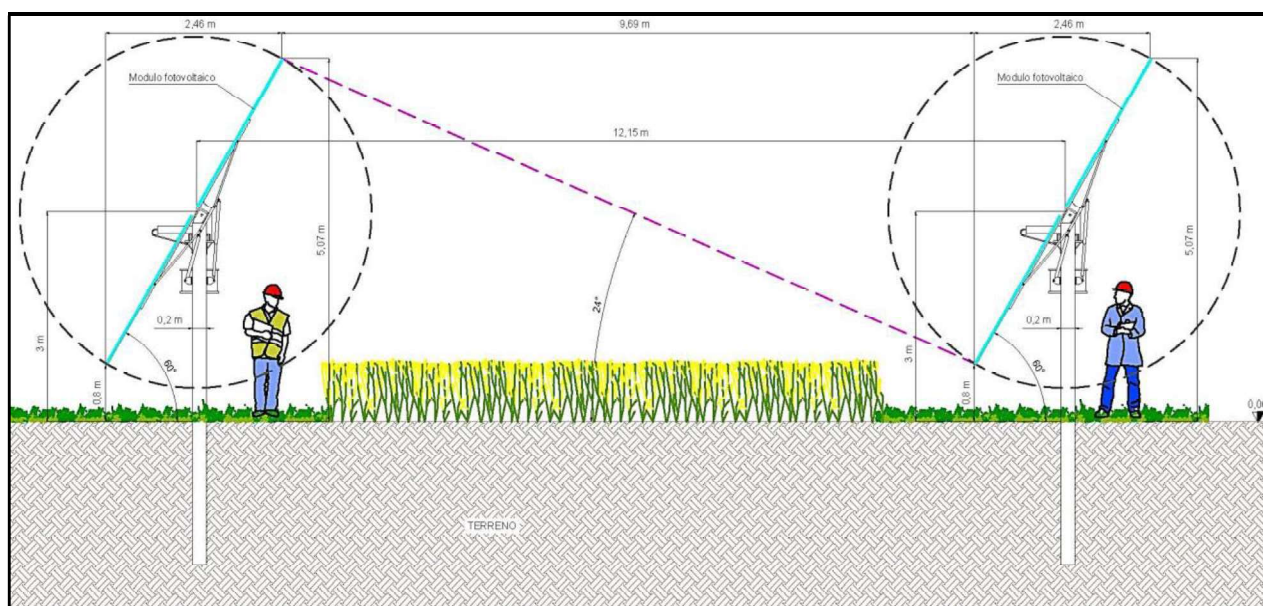 2,46 m
9,69 m
2,46 m
Modulo fotovoltaico
Modulo fotovoltaico
12,15 m
5,07 m
5,07 m
24°
0,2 m
0,2 m
3 m
3 m
60°
60°
0,8 m
0,8 m
TERRENO